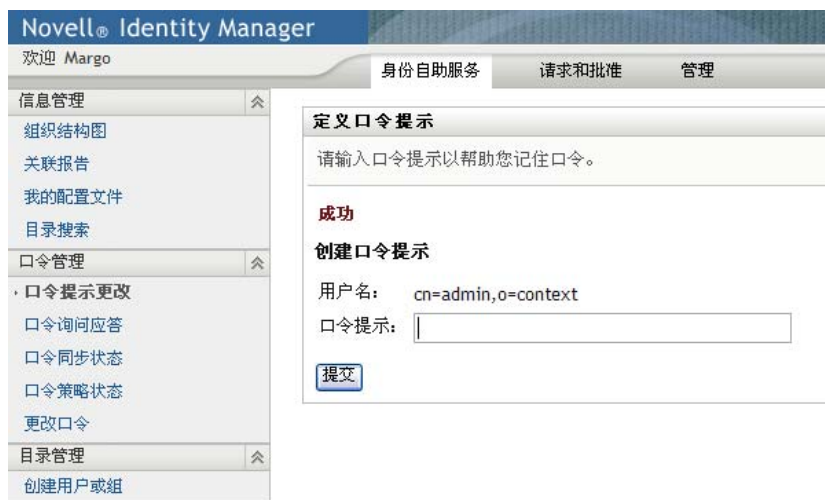 Novell® Identity Manager
欢迎 Margo
身份自助服务 请求和批准 管理
信息管理
组织结构图
关联报告
我的配置文件
目录搜索
口令管理
口令提示更改
口令询问应答
口令同步状态
口令策略状态
更改口令
目录管理
创建用户或组
定义口令提示
请输入口令提示以帮助您记住口令。
成功
创建口令提示
用户名： cn=admin,o=context
口令提示：
提交